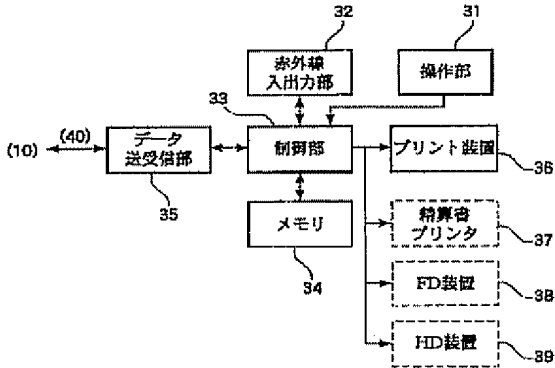 32
31
赤外線
入出力部
操作部
33
(10)
(40)
データ
送受信部
制御部
プリント装置
36
35
メモリ
34
精算書
プリンタ
37
FD装置
38
HD装置
39